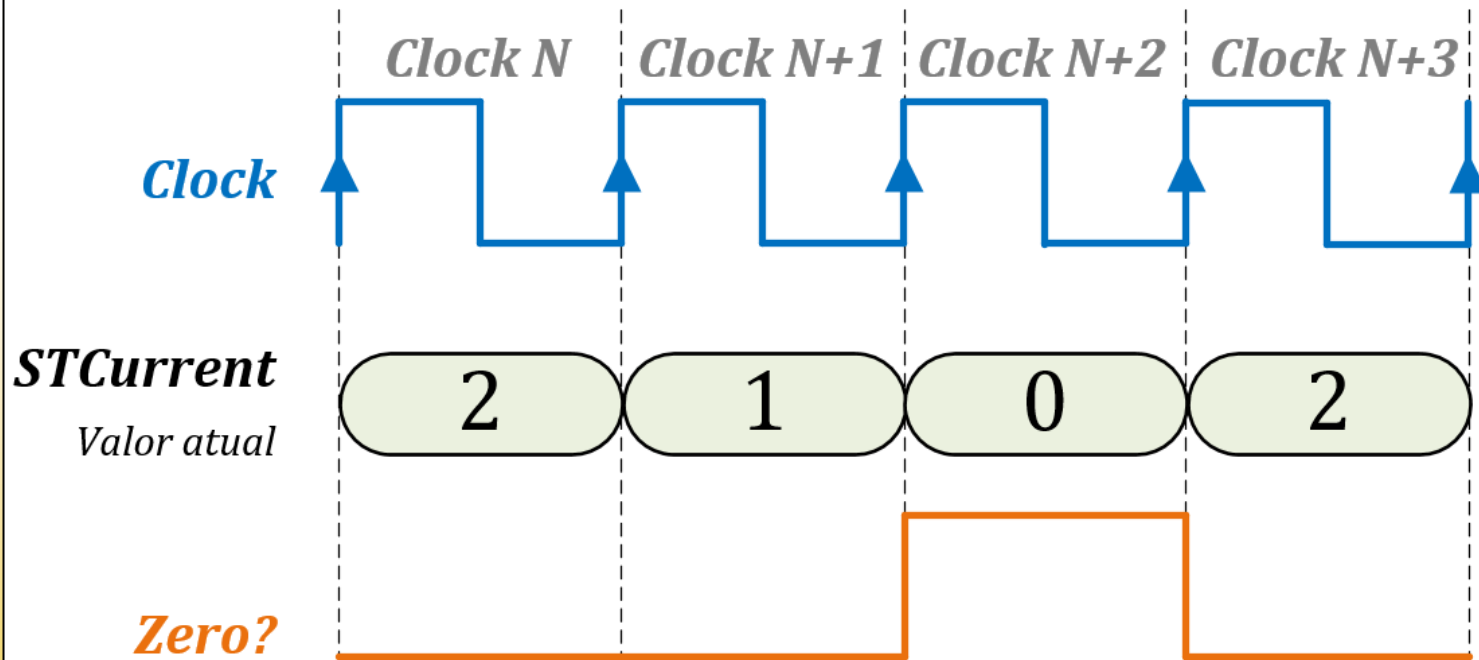 Clock N Clock N+1 Clock N+2 Clock N+3
Clock
STCurrent 2 1 0 2
Valor atual
Zero?